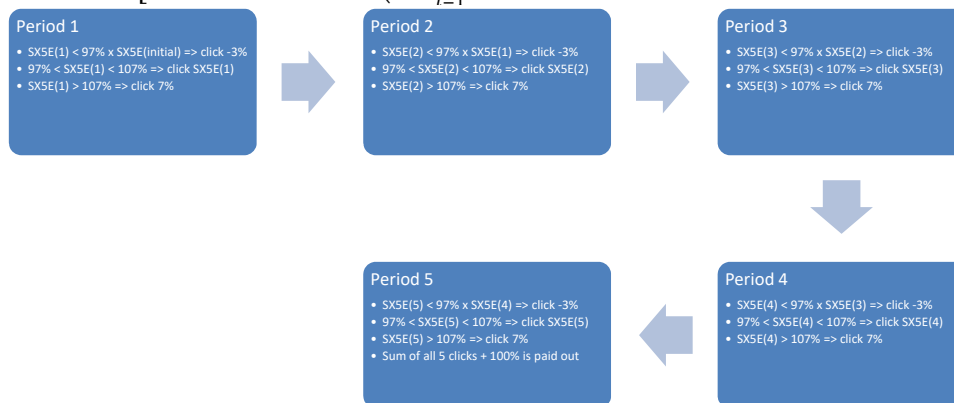 Period 1
• SX5E(1) < 97% x SX5E(initial) => click -3%
• 97% < SX5E(1) < 107% => click SX5E(1)
• SX5E(1) > 107% => click 7%
Period 2
• SX5E(2) < 97% x SX5E(1) => click -3%
• 97% < SX5E(2) < 107% => click SX5E(2)
• SX5E(2) > 107% => click 7%
Period 3
• SX5E(3) < 97% x SX5E(2) => click -3%
• 97% < SX5E(3) < 107% => click SX5E(3)
• SX5E(3) > 107% => click 7%
Period 4
• SX5E(4) < 97% x SX5E(3) => click -3%
• 97% < SX5E(4) < 107% => click SX5E(4)
• SX5E(4) > 107% => click 7%
Period 5
• SX5E(5) < 97% x SX5E(4) => click -3%
• 97% < SX5E(5) < 107% => click SX5E(5)
• SX5E(5) > 107% => click 7%
• Sum of all 5 clicks + 100% is paid out